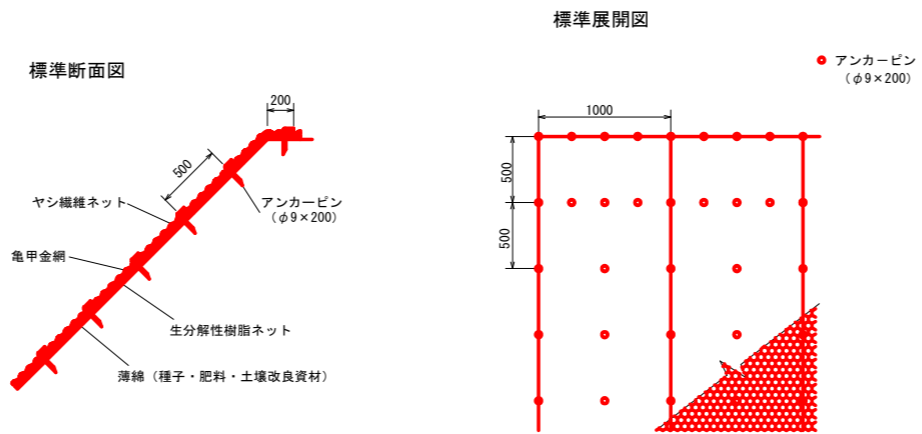 標準断面図
200
500
ヤシ繊維ネット
アンカーピン
(φ9×200)
亀甲金網
生分解性樹脂ネット
薄綿(種子・肥料・土壌改良資材)
標準展開図
アンカーピン
(φ9×200)
1000
500
500